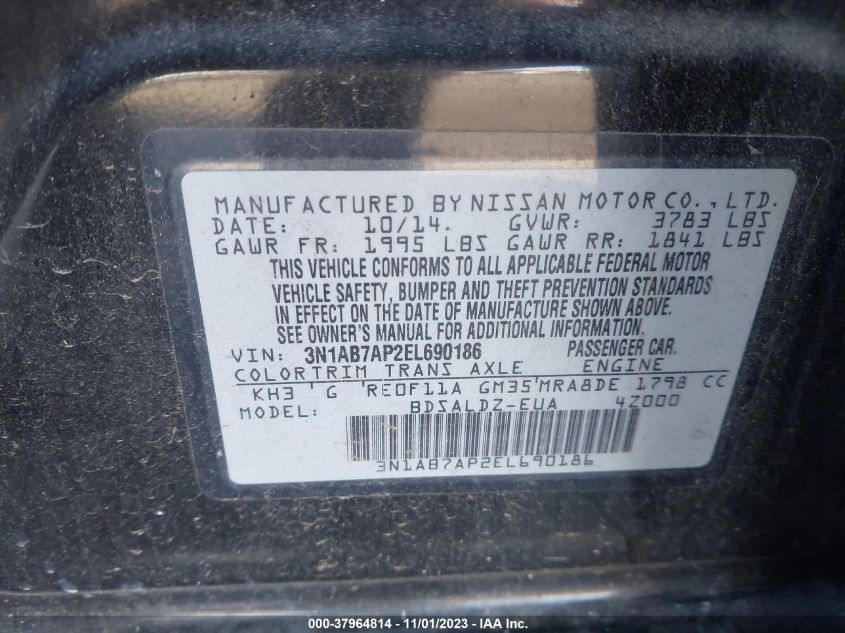 MANUFACTURED BY NISSAN MOTOR CO., LTD.
DATE: 10/14. GVWR: 3783 LBS
GAWR FR: 1995 LBS GAWR RR: 1841 LBS
THIS VEHICLE CONFORMS TO ALL APPLICABLE FEDERAL MOTOR
VEHICLE SAFETY, BUMPER AND THEFT PREVENTION STANDARDS
IN EFFECT ON THE DATE OF MANUFACTURE SHOWN ABOVE.
SEE OWNER'S MANUAL FOR ADDITIONAL INFORMATION.
VIN: 3N1AB7AP2EL690186 PASSENGER CAR.
COLOR TRIM TRANS AXLE ENGINE
KH3 ' G 'RE0F11A GM35'MRA8DE 1798 CC
MODEL: BDSALDZ-EUA 4Z000
3N1AB7AP2EL690186
000-37964814 - 11/01/2023 - IAA Inc.